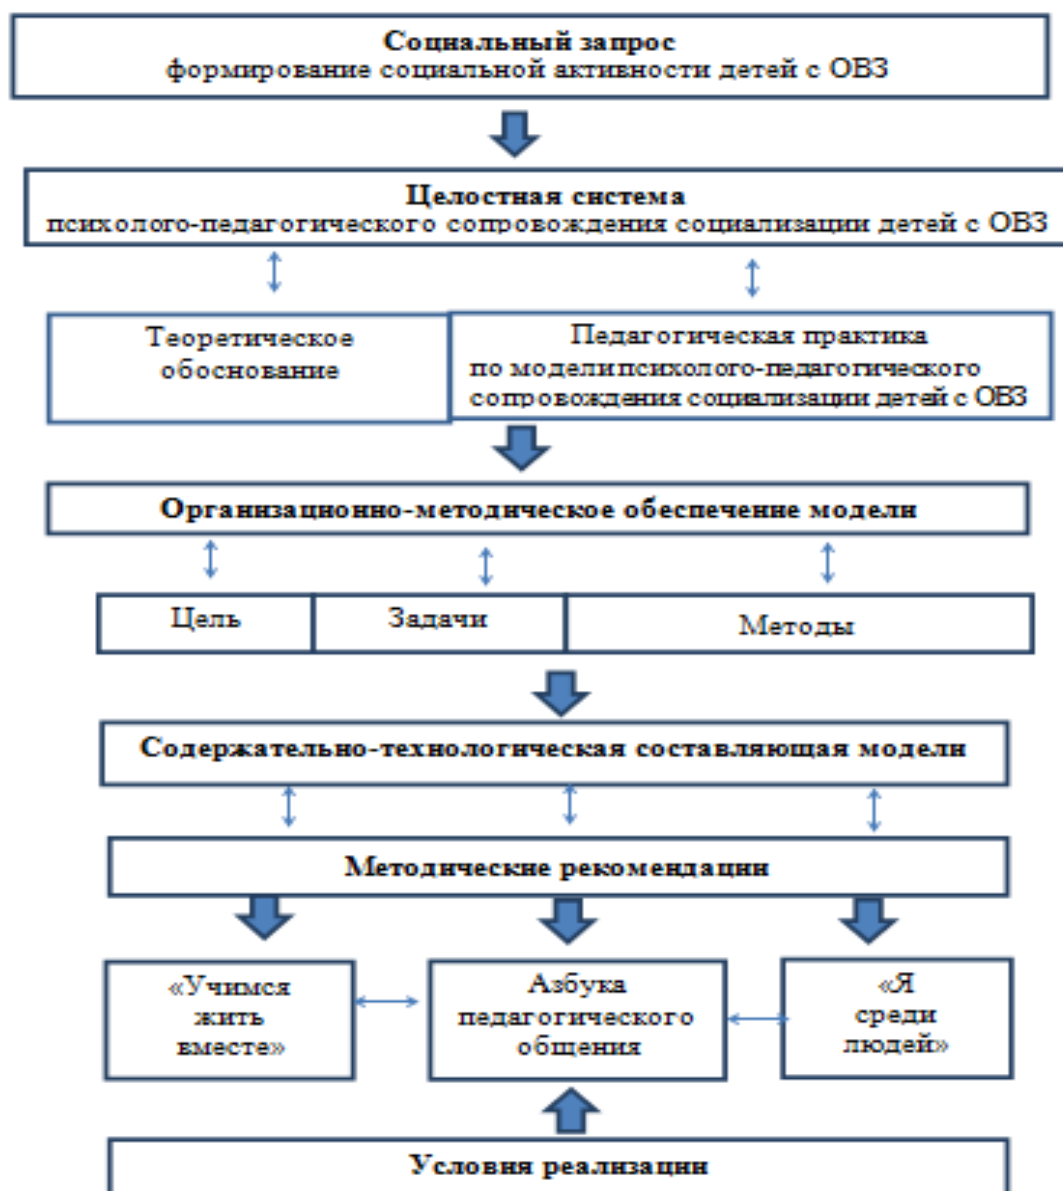 Социальный запрос
формирование социальной активности детей с ОВЗ
Целостная система
психолого-педагогического сопровождения социализации детей с ОВЗ
Теоретическое
обоснование
Педагогическая практика
по модели психолого-педагогического
сопровождения социализации детей с ОВЗ
Организационно-методическое обеспечение модели
Цель
Задачи
Методы
Содержательно-технологическая составляющая модели
Методические рекомендации
«Учимся
жить
вместе»
Азбука
педагогического
общения
«Я
среди
людей»
Условия реализации